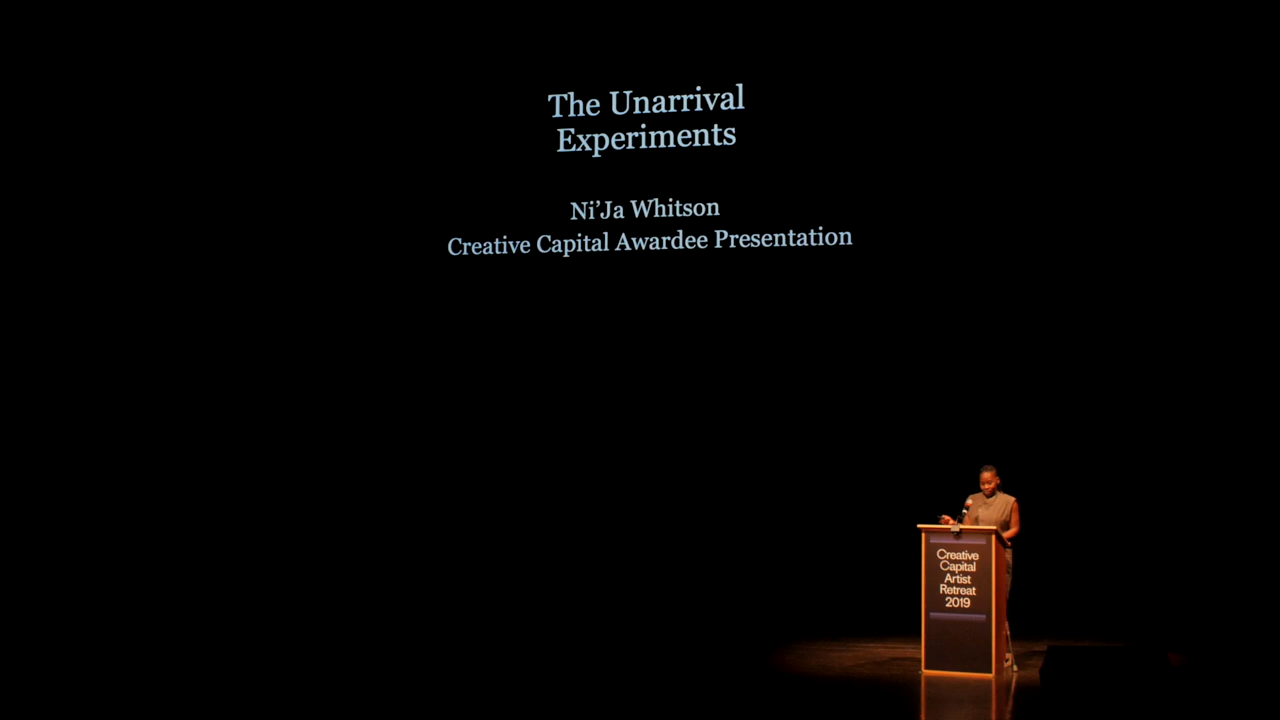 The Unarrival
Experiments
Ni’Ja Whitson
Creative Capital Awardee Presentation
Creative
Capital
Artist
Retreat
2019